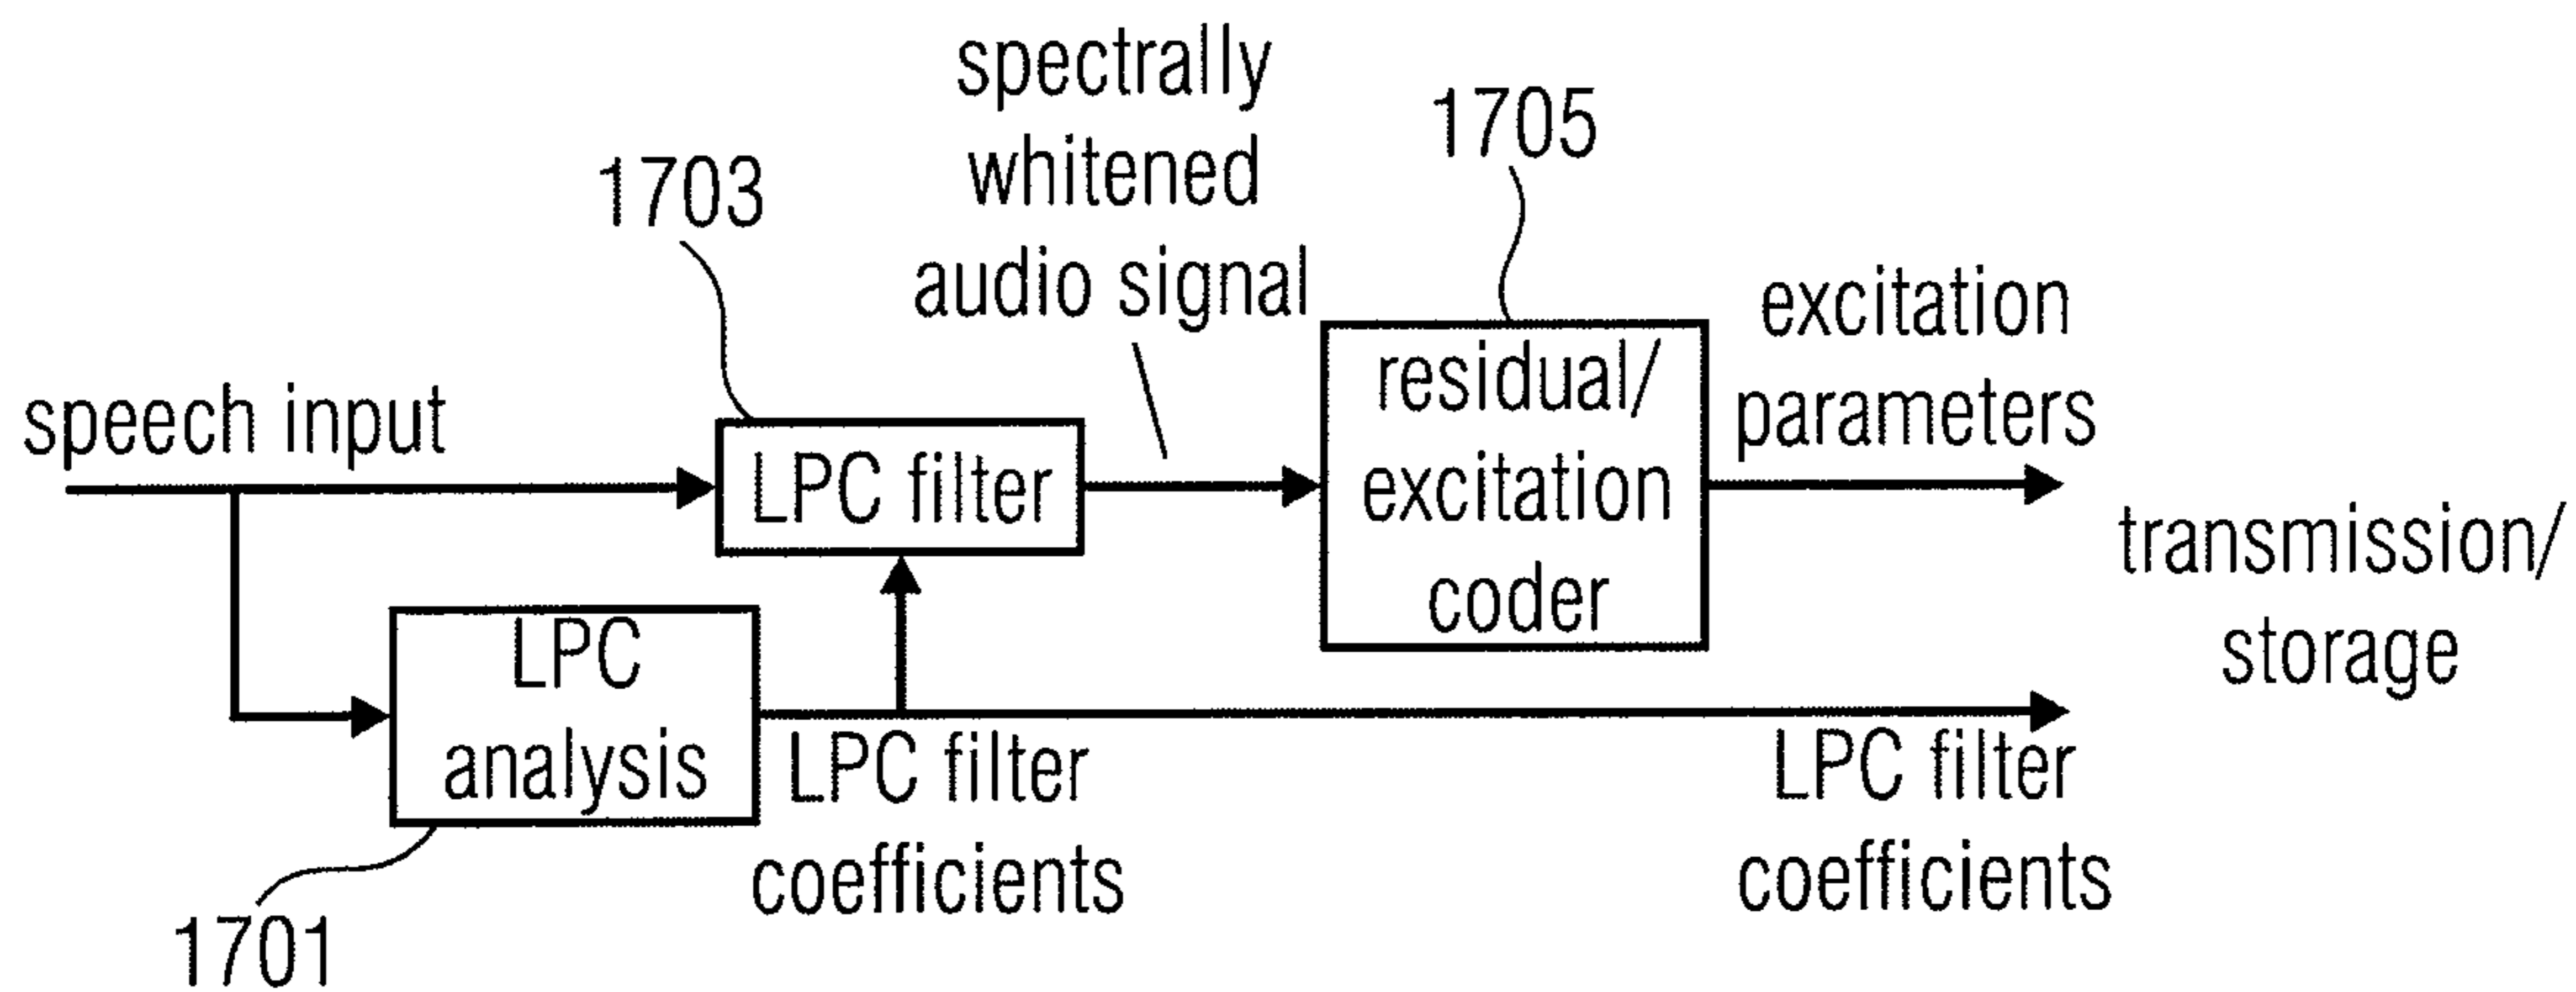 spectrally
whitened
audio signal
1703
1705
speech input
LPC filter
residual/
excitation
coder
excitation
parameters
transmission/
storage
LPC
analysis
LPC filter
coefficients
LPC filter
coefficients
1701